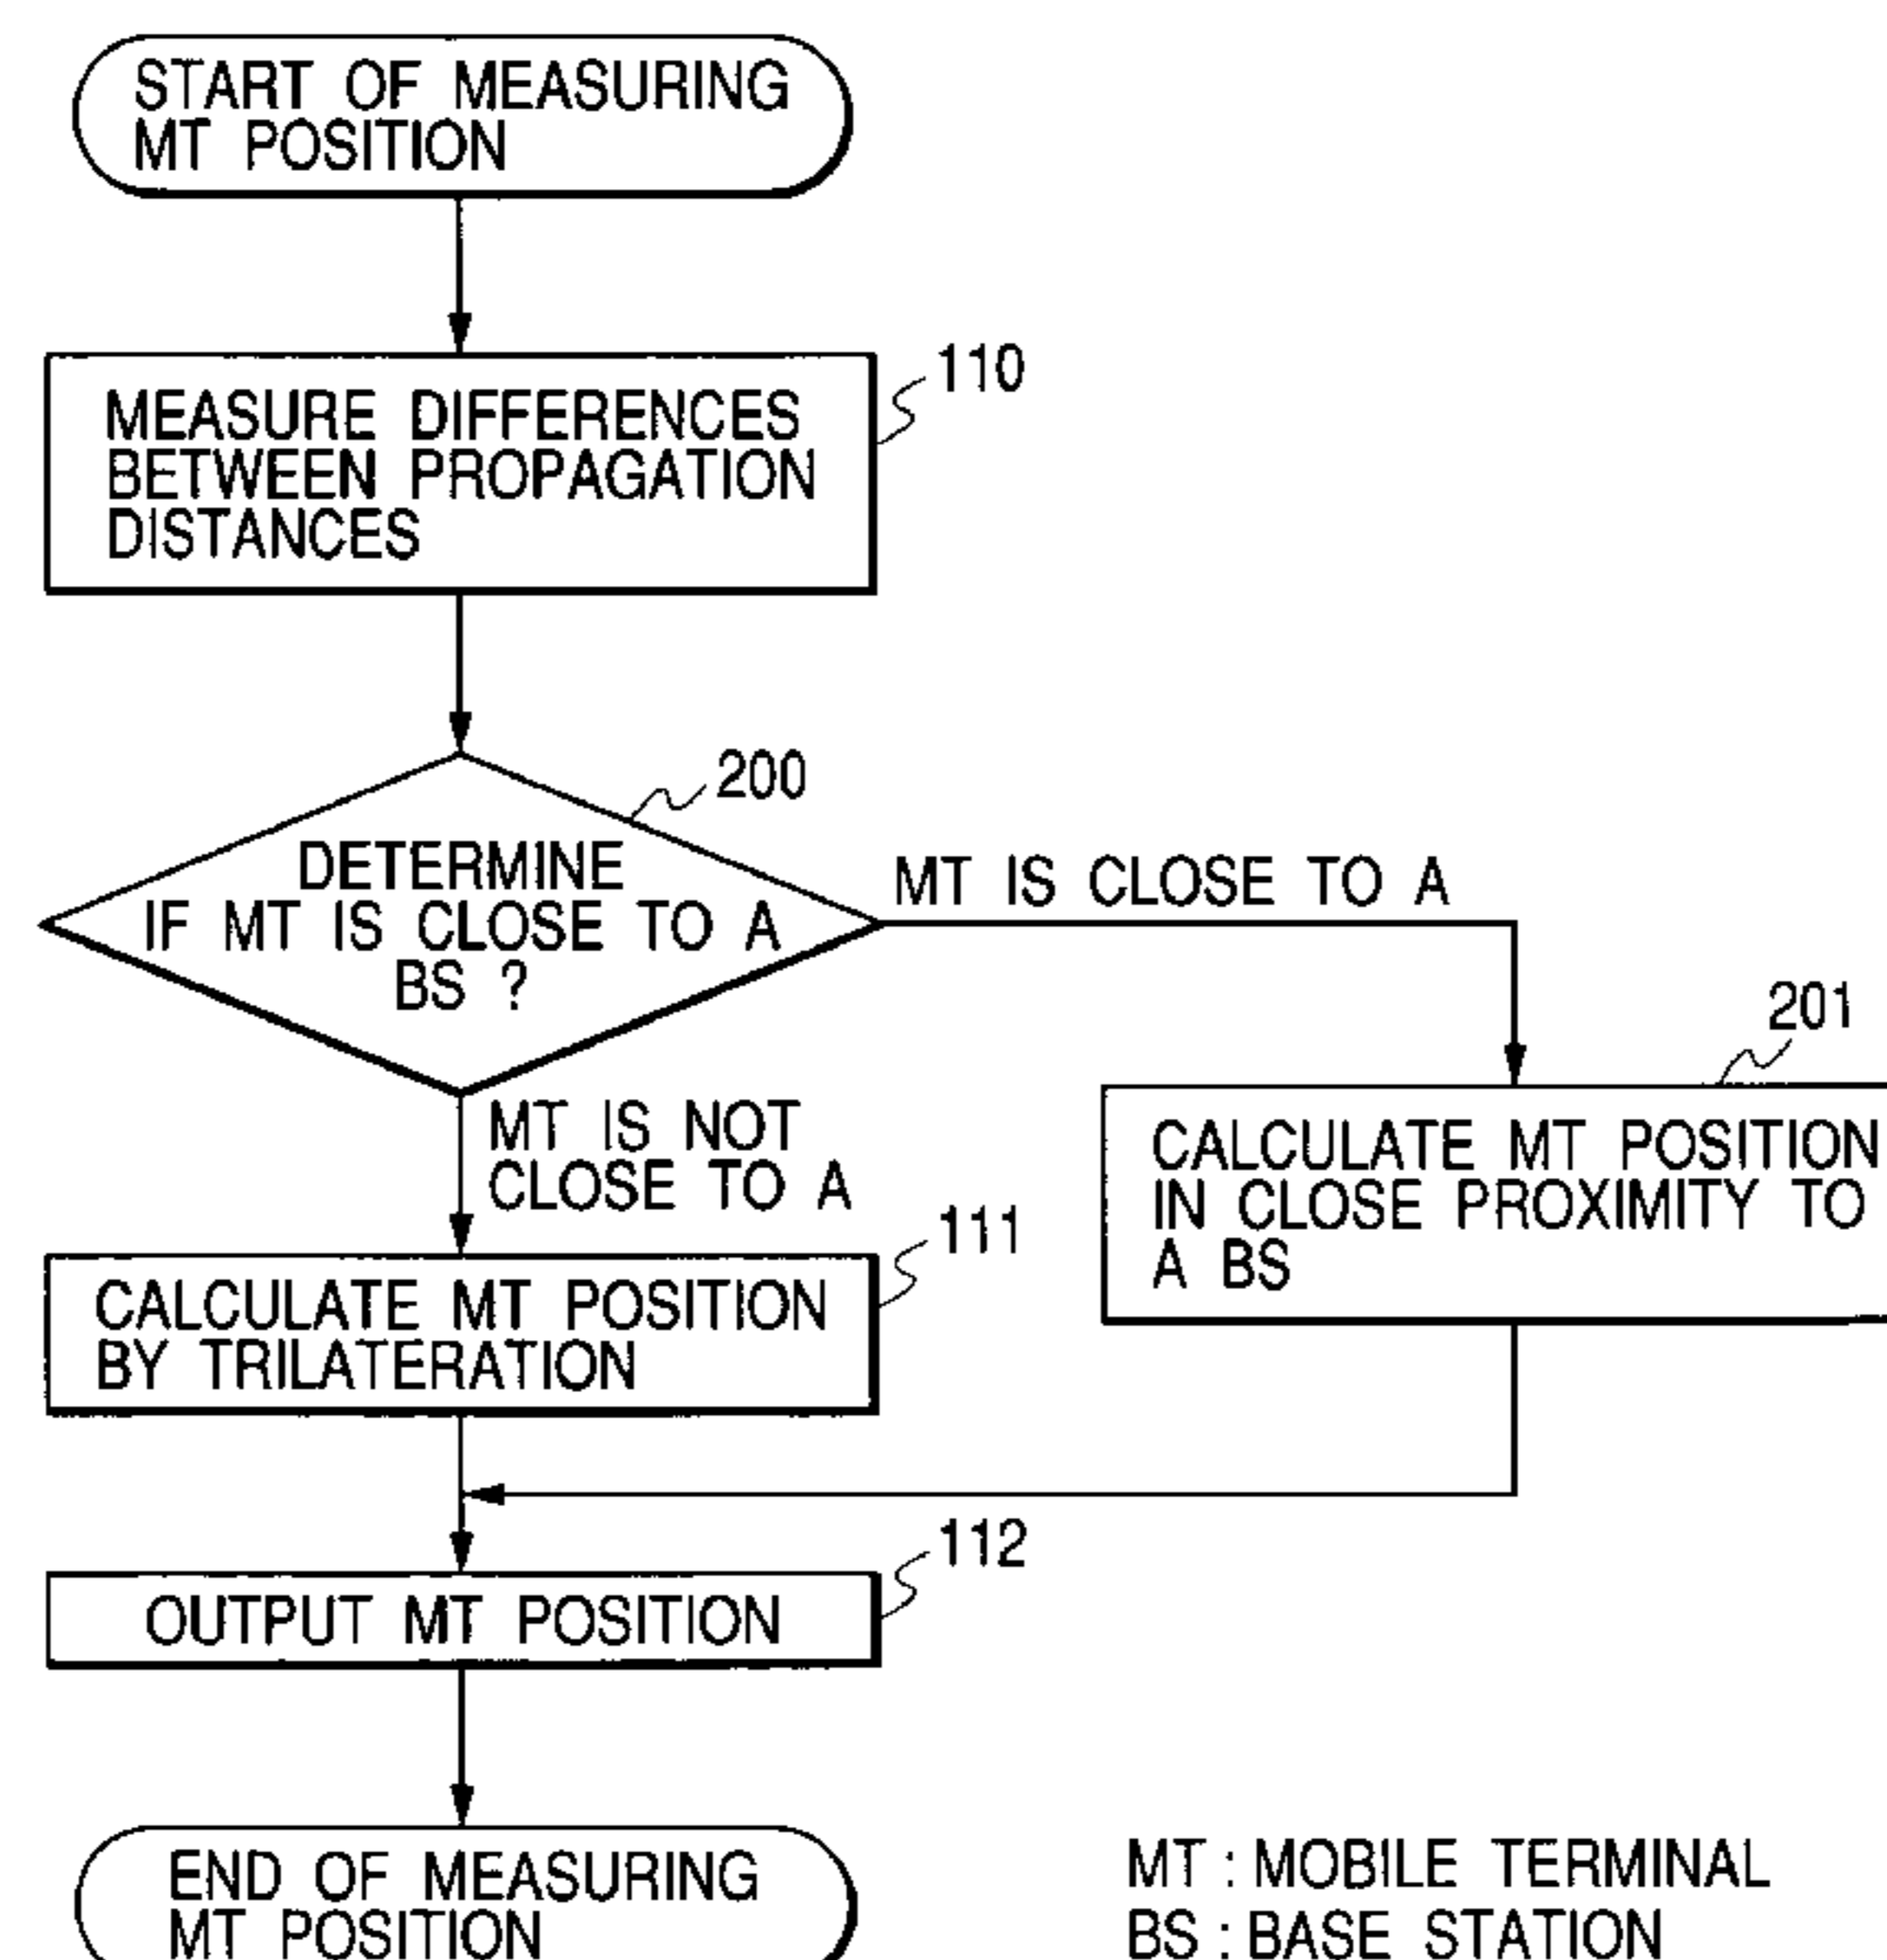 START OF MEASURING
MT POSITION
110
MEASURE DIFFERENCES
BETWEEN PROPAGATION
DISTANCES
200
DETERMINE
IF MT IS CLOSE TO A
BS ?
MT IS CLOSE TO A
201
CALCULATE MT POSITION
IN CLOSE PROXIMITY TO
A BS
MT IS NOT
CLOSE TO A
111
CALCULATE MT POSITION
BY TRILATERATION
112
OUTPUT MT POSITION
END OF MEASURING
MT POSITION
MT : MOBILE TERMINAL
BS : BASE STATION